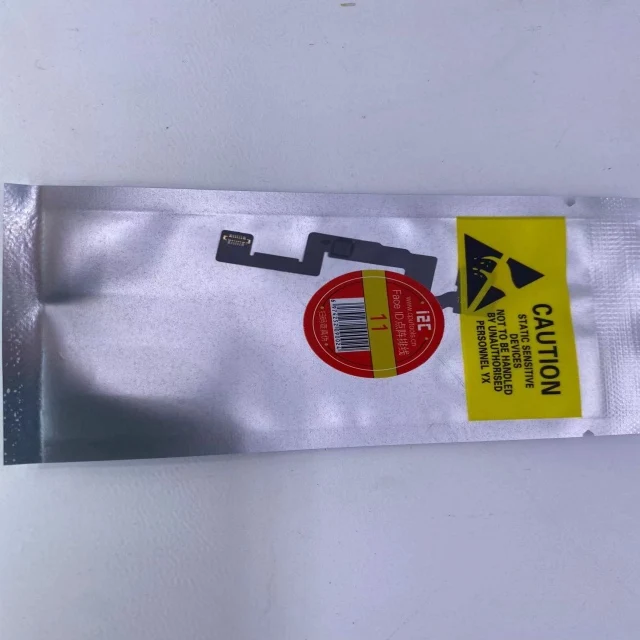 i2C
Face ID点阵排线
11
CAUTION
STATIC SENSITIVE
DEVICES
NOT TO BE HANDLED
BY UNAUTHORISED
PERSONNEL YX